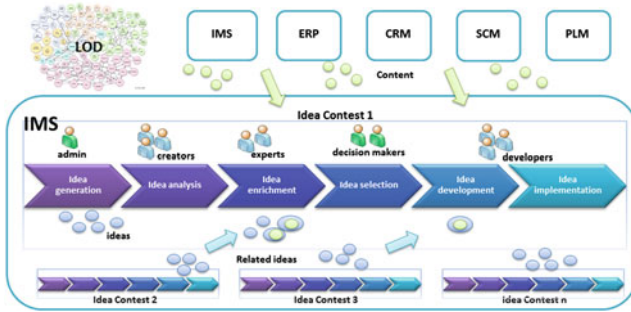 LOD
IMS
ERP
CRM
SCM
PLM
Content
IMS
Idea Contest 1
admin
creators
experts
decision makers
developers
Idea generation
Idea analysis
Idea enrichment
Idea selection
Idea development
Idea implementation
ideas
Related ideas
Idea Contest 2
Idea Contest 3
idea Contest n